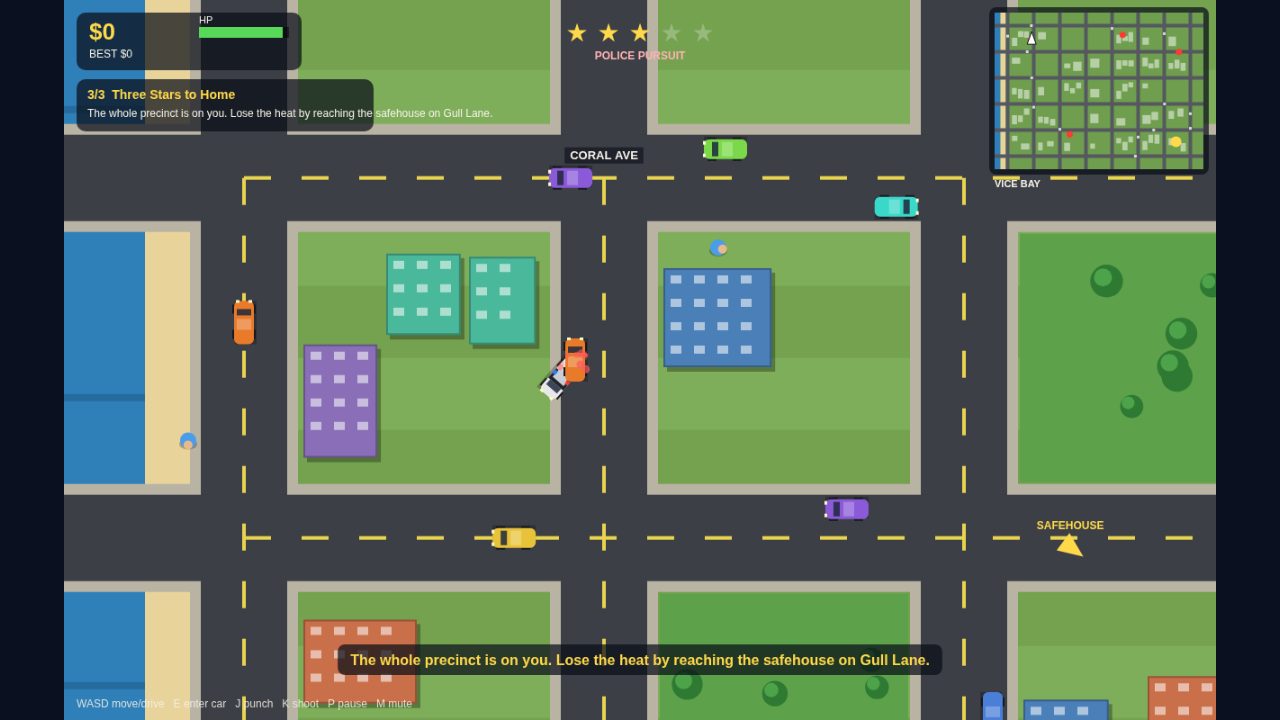 HP
$0
BEST $0
POLICE PURSUIT
3/3 Three Stars to Home
The whole precinct is on you. Lose the heat by reaching the safehouse on Gull Lane.
CORAL AVE
VICE BAY
SAFEHOUSE
The whole precinct is on you. Lose the heat by reaching the safehouse on Gull Lane.
WASD move/drive E enter car J punch K shoot P pause M mute